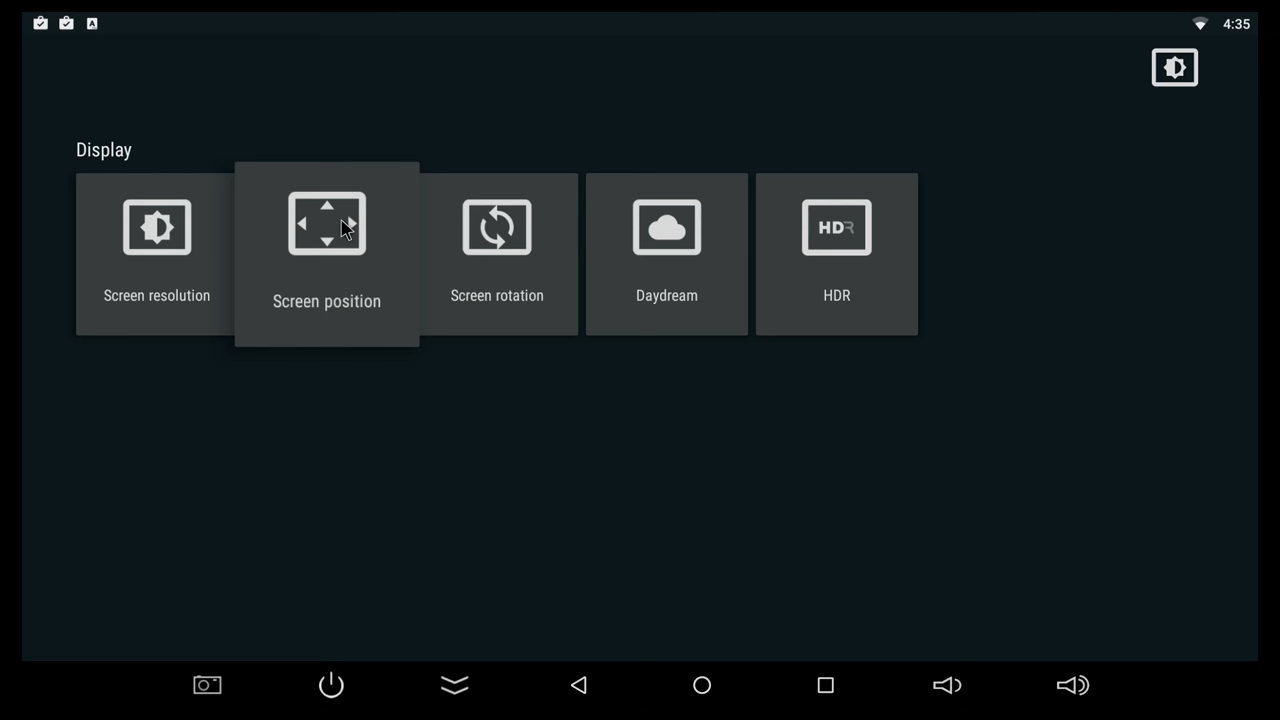 4:35
Display
Screen resolution
Screen position
Screen rotation
Daydream
HDR
HDR